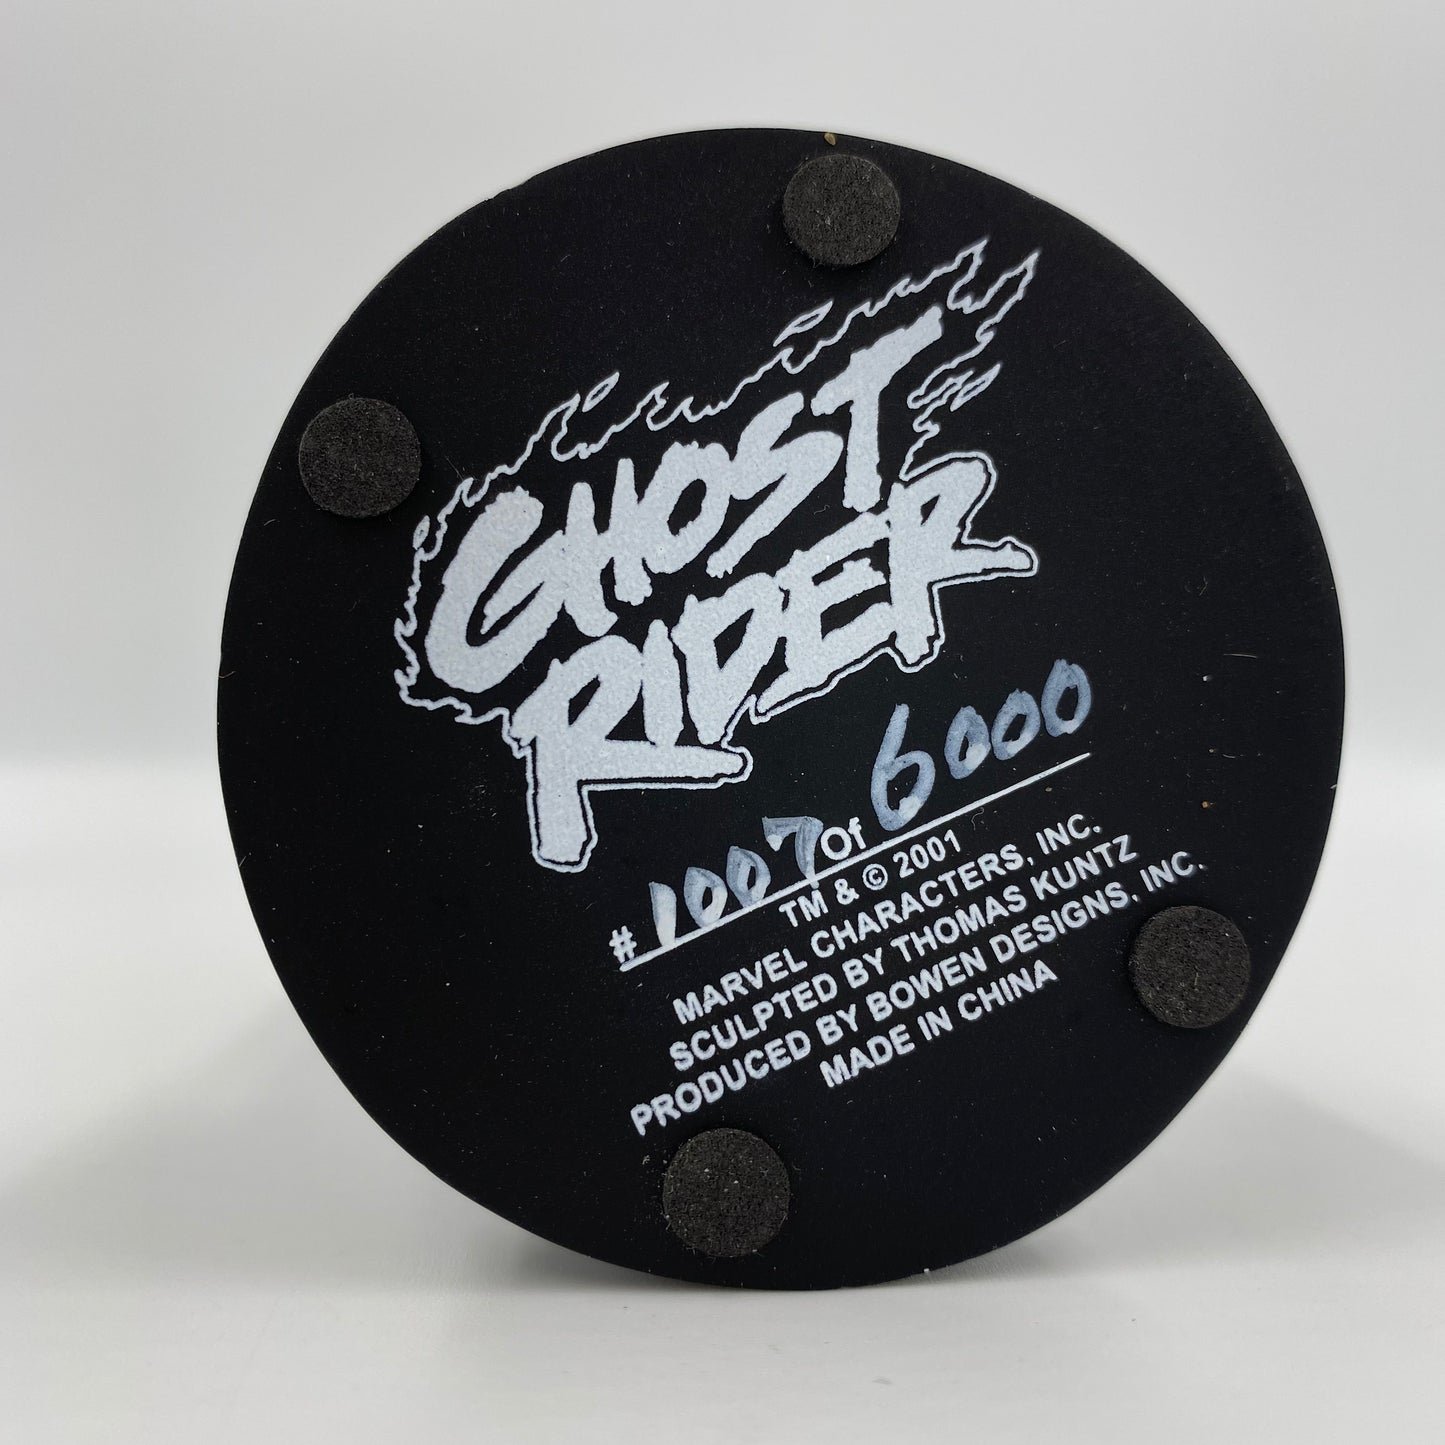 GHOST
RIDER
# 1007 Of 6000
TM & © 2001
MARVEL CHARACTERS, INC.
SCULPTED BY THOMAS KUNTZ
PRODUCED BY BOWEN DESIGNS, INC.
MADE IN CHINA